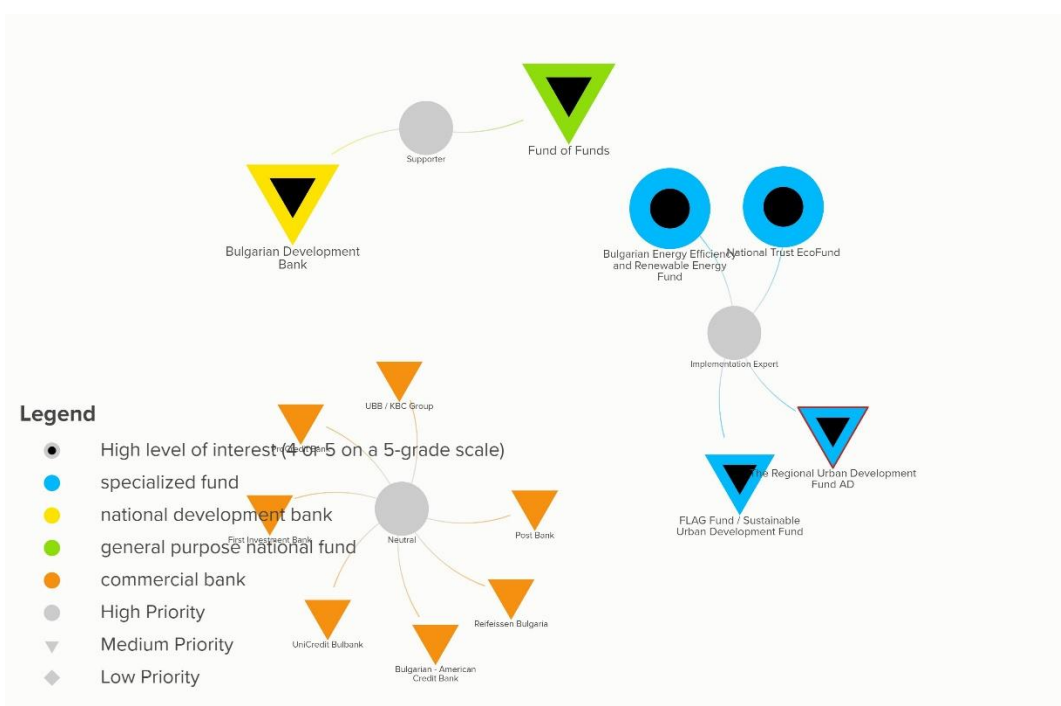 Supporter
Fund of Funds
Bulgarian Development
Bank
Bulgarian Energy Efficiency
and Renewable Energy
Fund
National Trust EcoFund
Implementation Expert
The Regional Urban Development
Fund AD
FLAG Fund / Sustainable
Urban Development Fund
UBB / KBC Group
ProCredit Bank
First Investment Bank
Neutral
Post Bank
Reifeissen Bulgaria
UniCredit Bulbank
Bulgarian - American
Credit Bank
Legend
High level of interest (4 or 5 on a 5-grade scale)
specialized fund
national development bank
general purpose national fund
commercial bank
High Priority
Medium Priority
Low Priority